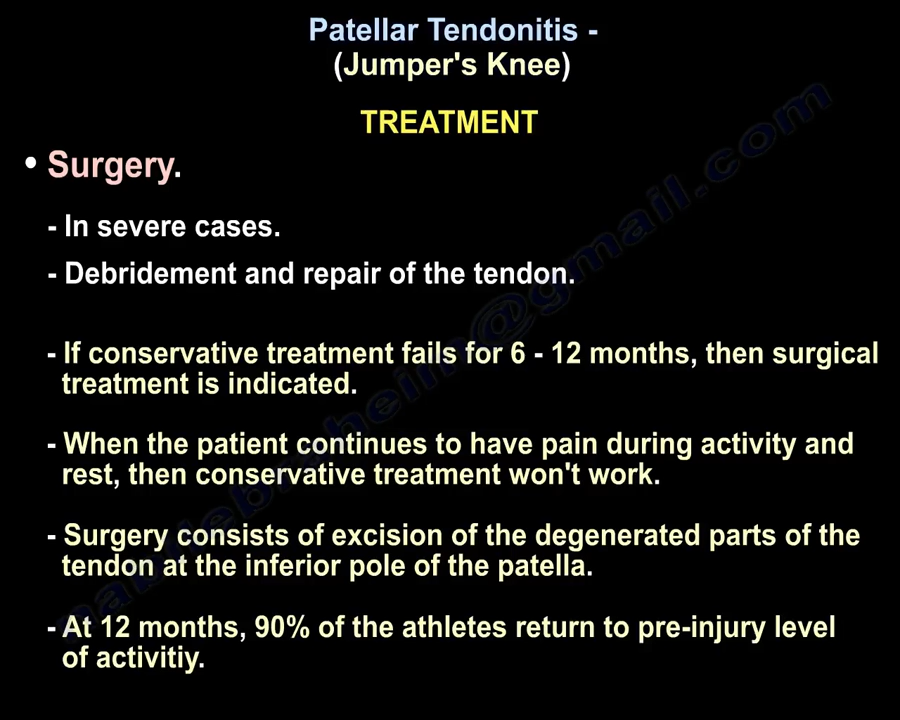 Patellar Tendonitis -
(Jumper's Knee)
TREATMENT
• Surgery.
- In severe cases.
- Debridement and repair of the tendon.
- If conservative treatment fails for 6 - 12 months, then surgical
treatment is indicated.
- When the patient continues to have pain during activity and
rest, then conservative treatment won't work.
- Surgery consists of excision of the degenerated parts of the
tendon at the inferior pole of the patella.
- At 12 months, 90% of the athletes return to pre-injury level
of activitiy.